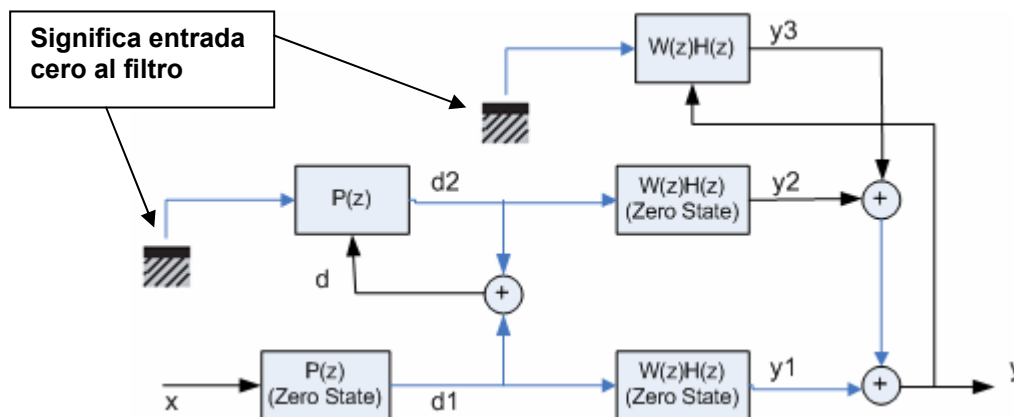 Significa entrada
cero al filtro
W(z)H(z)
y3
P(z)
d2
W(z)H(z)
(Zero State)
y2
+
d
+
P(z)
(Zero State)
x
d1
W(z)H(z)
(Zero State)
y1
+
y